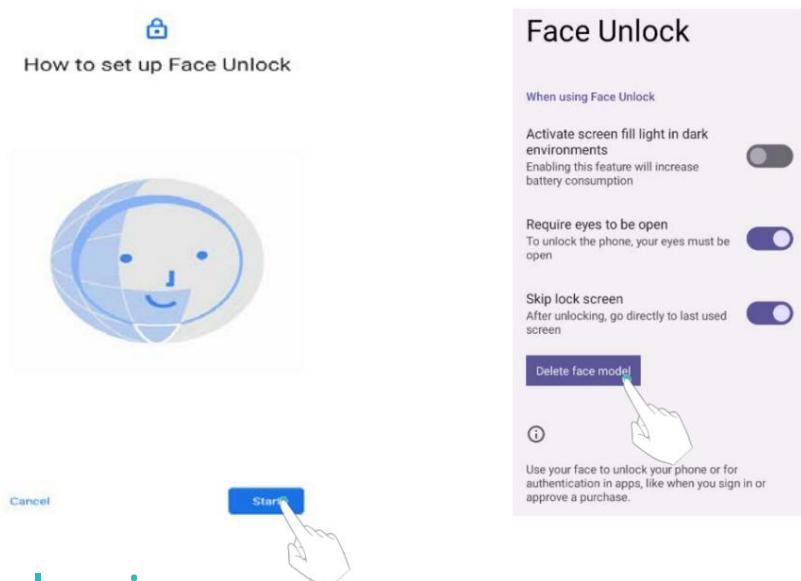 How to set up Face Unlock
Cancel
Start
Face Unlock
When using Face Unlock
Activate screen fill light in dark
environments
Enabling this feature will increase
battery consumption
Require eyes to be open
To unlock the phone, your eyes must be
open
Skip lock screen
After unlocking, go directly to last used
screen
Delete face model
Use your face to unlock your phone or for
authentication in apps, like when you sign in or
approve a purchase.